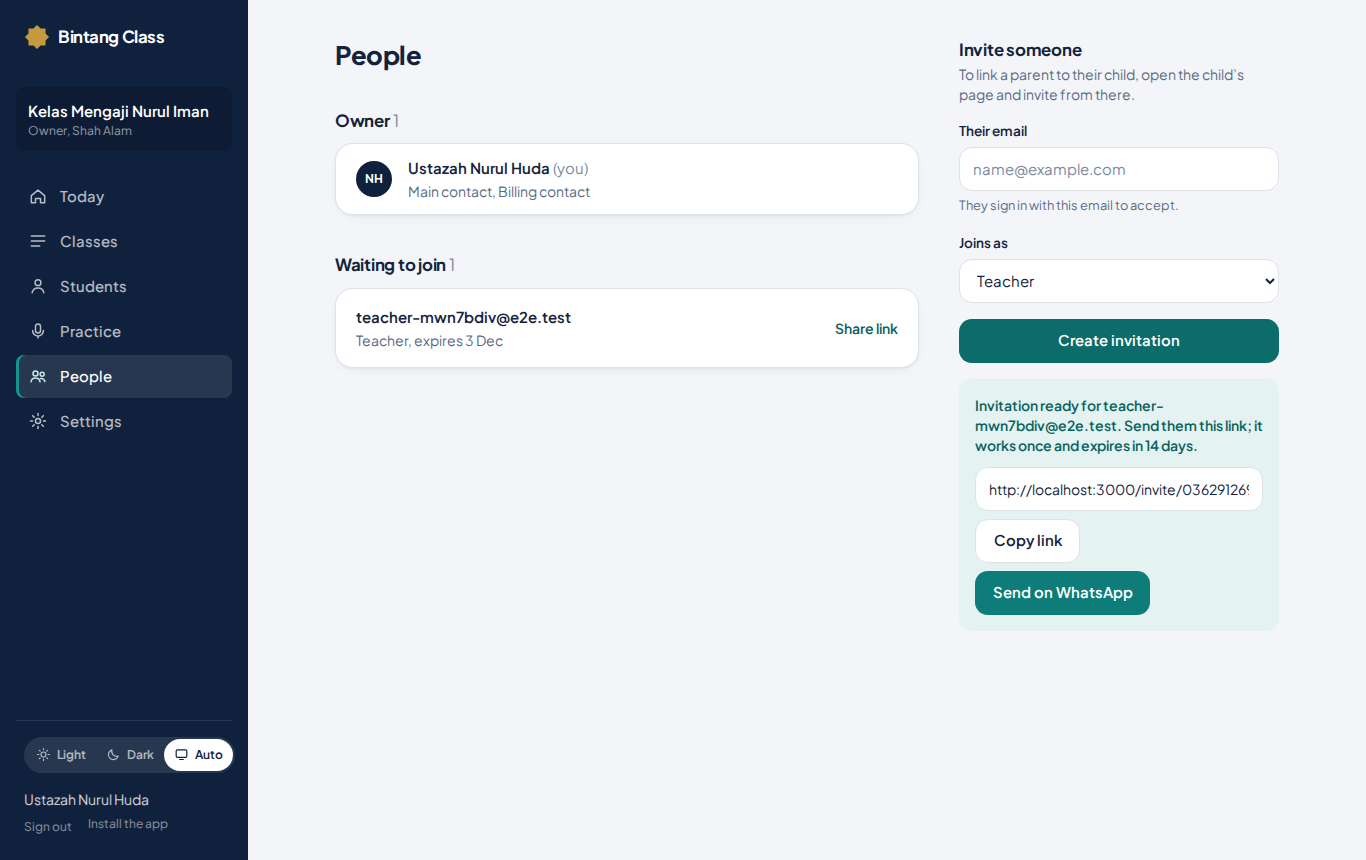 Bintang Class
Kelas Mengaji Nurul Iman
Owner, Shah Alam
Today
Classes
Students
Practice
People
Settings
Light Dark Auto
Ustazah Nurul Huda
Sign out Install the app
People
Owner 1
NH
Ustazah Nurul Huda (you)
Main contact, Billing contact
Waiting to join 1
teacher-mwn7bdiv@e2e.test
Teacher, expires 3 Dec
Share link
Invite someone
To link a parent to their child, open the child's
page and invite from there.
Their email
name@example.com
They sign in with this email to accept.
Joins as
Teacher
Create invitation
Invitation ready for teacher-
mwn7bdiv@e2e.test. Send them this link; it
works once and expires in 14 days.
http://localhost:3000/invite/03629126
Copy link
Send on WhatsApp